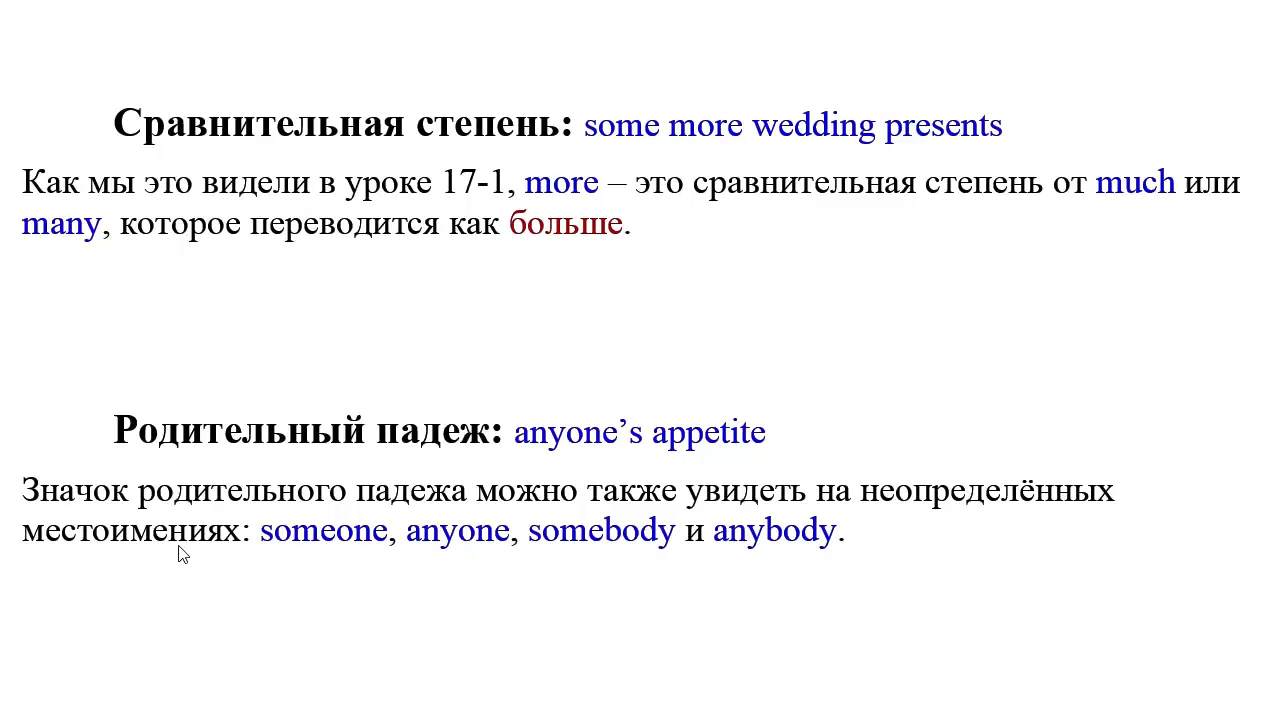 Сравнительная степень: some more wedding presents
Как мы это видели в уроке 17-1, more – это сравнительная степень от much или
many, которое переводится как больше.
Родительный падеж: anyone’s appetite
Значок родительного падежа можно также увидеть на неопределённых
местоимениях: someone, anyone, somebody и anybody.